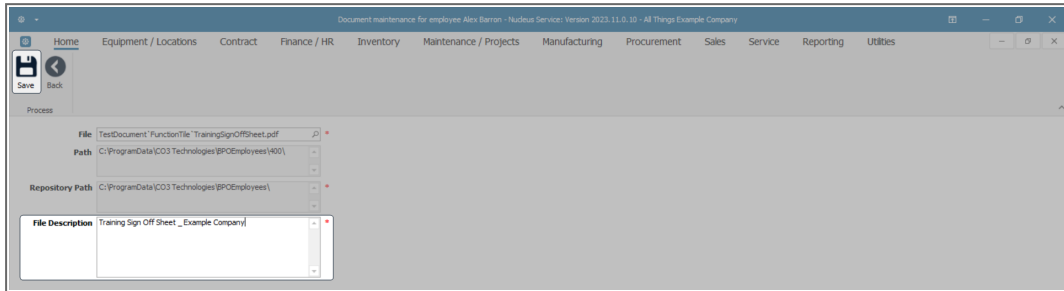 Document maintenance for employee Alex Barron - Nucleus Service: Version 2023.11.0.10 - All Things Example Company
Home Equipment / Locations Contract Finance / HR Inventory Maintenance / Projects Manufacturing Procurement Sales Service Reporting Utilities
Save Back
Process
File TestDocument`FunctionTile`TrainingSignOffSheet.pdf *
Path C:\ProgramData\CO3 Technologies\BPOEmployees\400\
Repository Path C:\ProgramData\CO3 Technologies\BPOEmployees\ *
File Description Training Sign Off Sheet _ Example Company *